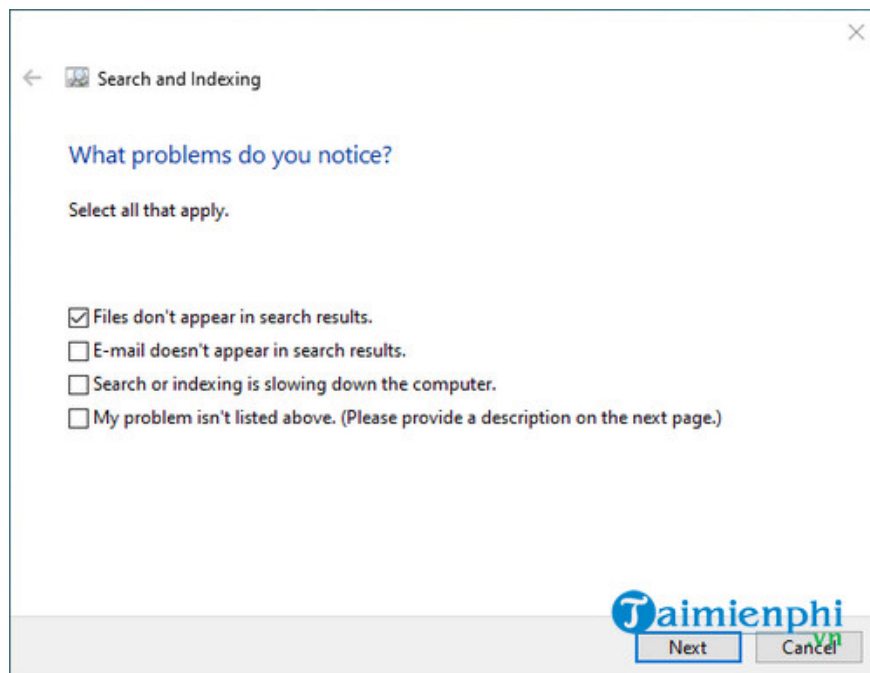 Search and Indexing
What problems do you notice?
Select all that apply.
Files don't appear in search results.
E-mail doesn't appear in search results.
Search or indexing is slowing down the computer.
My problem isn't listed above. (Please provide a description on the next page.)
Taimienphi
.vn
Next
Cancel